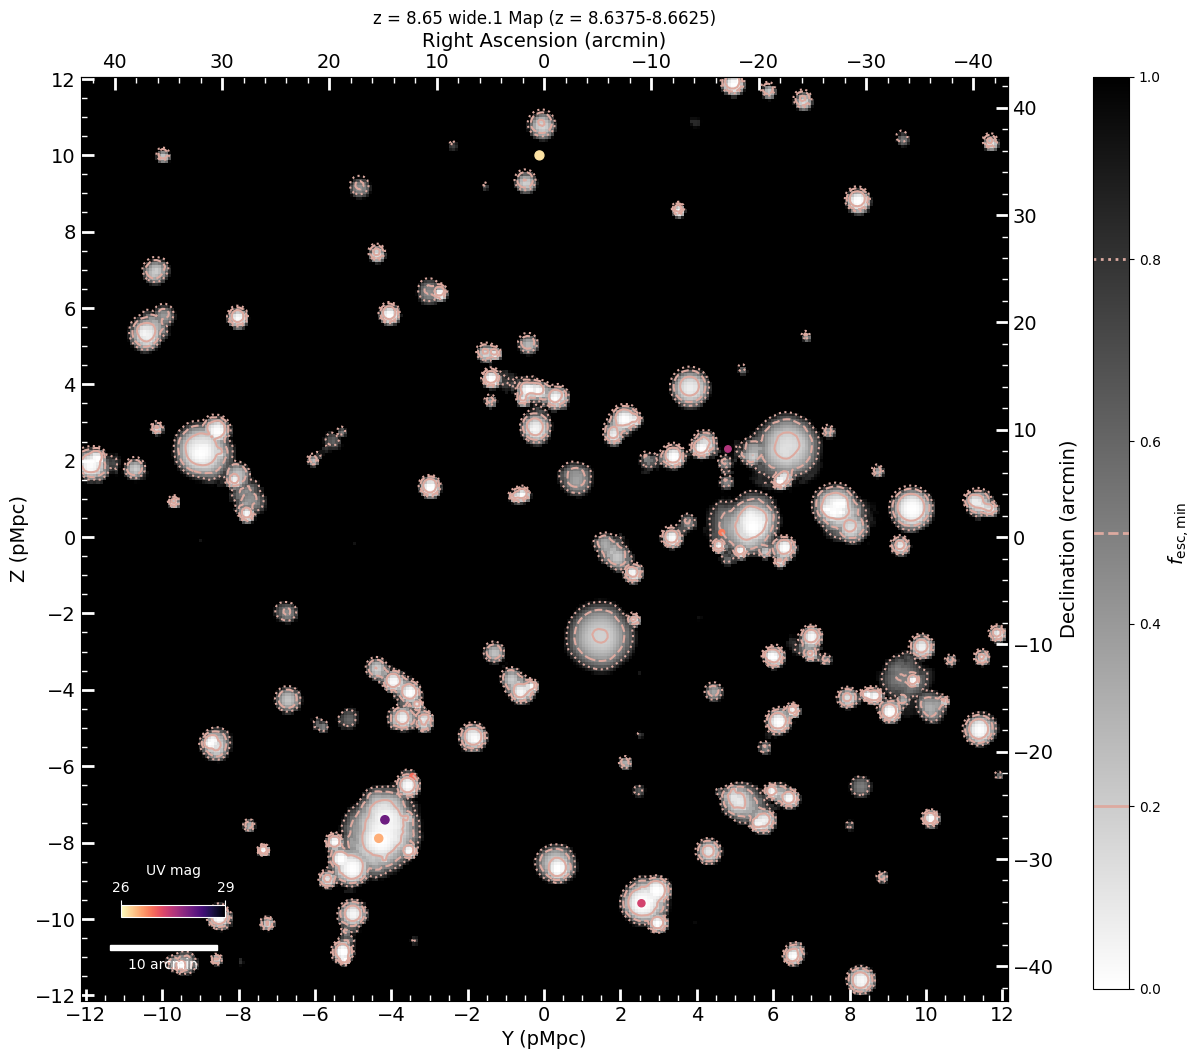 z = 8.65 wide.1 Map (z = 8.6375-8.6625)
Right Ascension (arcmin)
40 30 20 10 0 −10 −20 −30 −40
12 10 8 6 4 2 0 −2 −4 −6 −8 −10 −12
Z (pMpc)
40 30 20 10 0 −10 −20 −30 −40
Declination (arcmin)
1.0 0.8 0.6 0.4 0.2 0.0
f_esc,min
UV mag
26 29
10 arcmin
−12 −10 −8 −6 −4 −2 0 2 4 6 8 10 12
Y (pMpc)